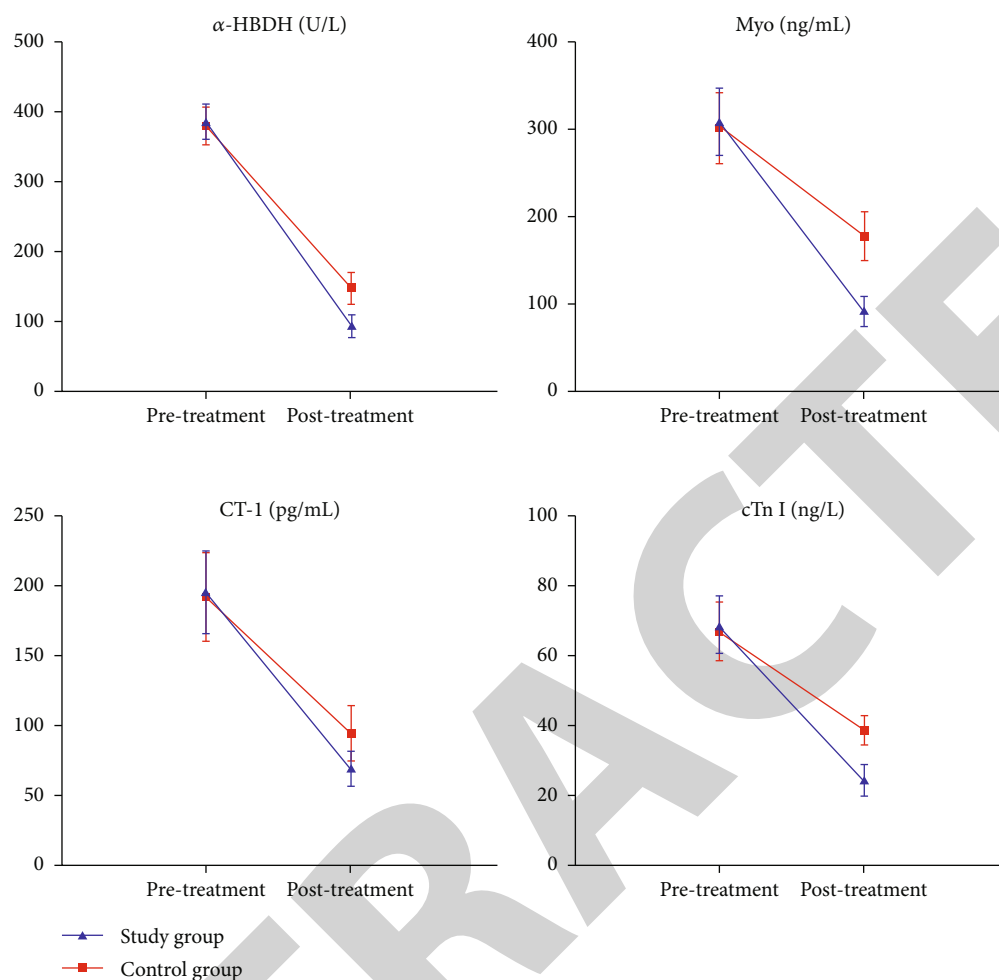 α-HBDH (U/L)
500
400
300
200
100
0
Pre-treatment Post-treatment
Myo (ng/mL)
400
300
200
100
0
Pre-treatment Post-treatment
CT-1 (pg/mL)
250
200
150
100
50
0
Pre-treatment Post-treatment
cTn I (ng/L)
100
80
60
40
20
0
Pre-treatment Post-treatment
Study group
Control group
TRACTE